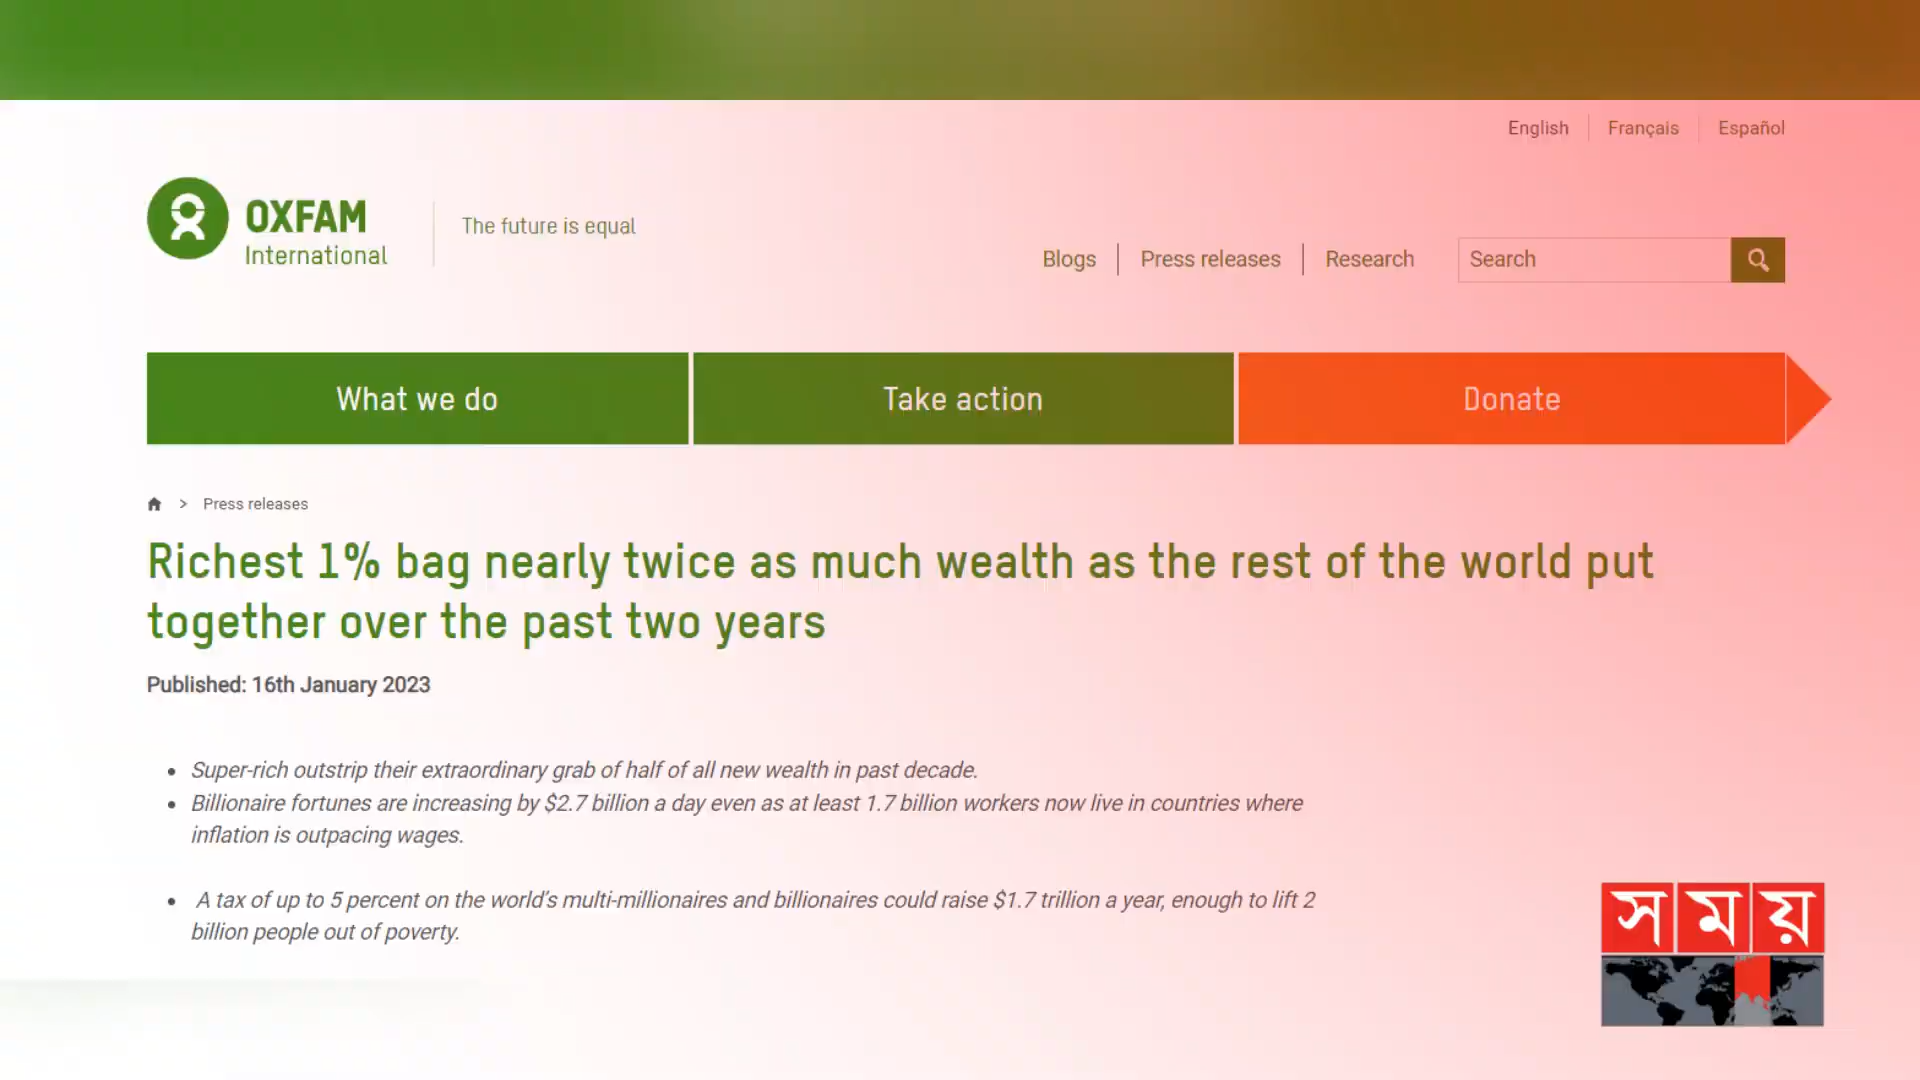 English
Français
Español
OXFAM
International
The future is equal
Blogs
Press releases
Research
Search
What we do
Take action
Donate
> Press releases
Richest 1% bag nearly twice as much wealth as the rest of the world put
together over the past two years
Published: 16th January 2023
• Super-rich outstrip their extraordinary grab of half of all new wealth in past decade.
• Billionaire fortunes are increasing by $2.7 billion a day even as at least 1.7 billion workers now live in countries where
inflation is outpacing wages.
• A tax of up to 5 percent on the world's multi-millionaires and billionaires could raise $1.7 trillion a year, enough to lift 2
billion people out of poverty.
সময়